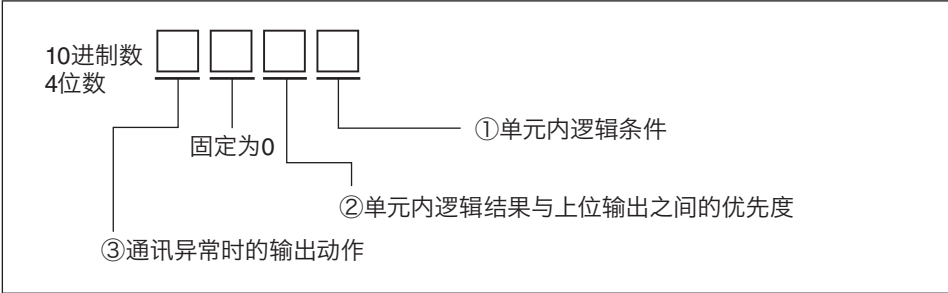 10进制数
4位数
①单元内逻辑条件
固定为0
②单元内逻辑结果与上位输出之间的优先度
③通讯异常时的输出动作